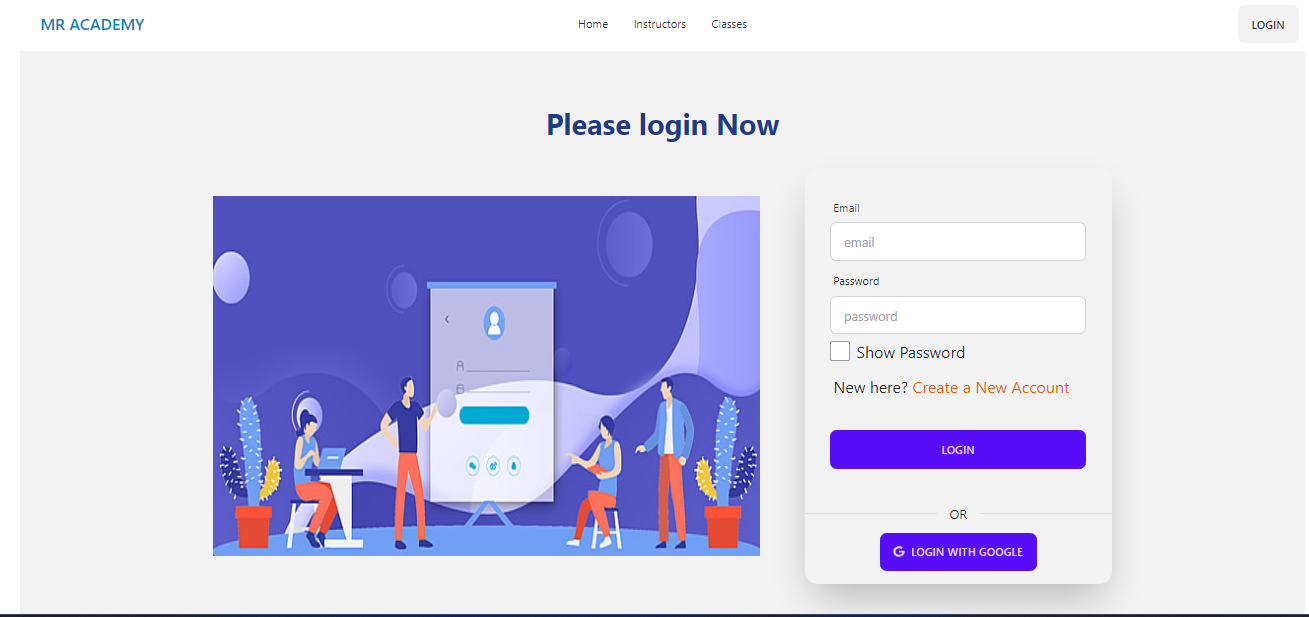 MR ACADEMY
Home Instructors Classes
LOGIN
Please login Now
Email
email
Password
password
Show Password
New here? Create a New Account
LOGIN
OR
LOGIN WITH GOOGLE